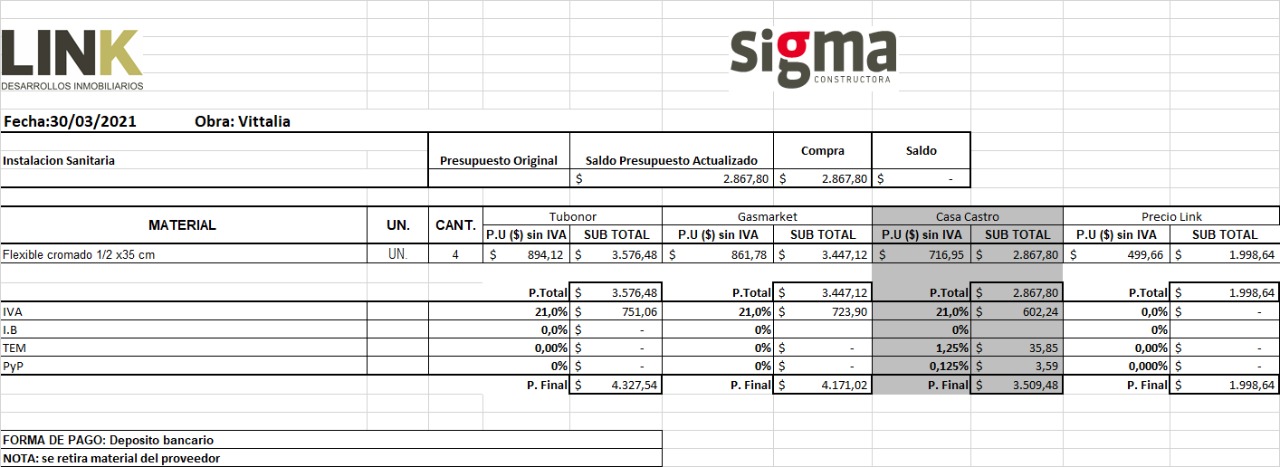 LINK
DESARROLLOS INMOBILIARIOS
sigma
CONSTRUCTORA
Fecha:30/03/2021 Obra: Vittalia
Instalacion Sanitaria Presupuesto Original Saldo Presupuesto Actualizado Compra Saldo
$ 2.867,80 $ 2.867,80 $ -
MATERIAL UN. CANT. Tubonor Gasmarket Casa Castro Precio Link
P.U ($) sin IVA SUB TOTAL P.U ($) sin IVA SUB TOTAL P.U ($) sin IVA SUB TOTAL P.U ($) sin IVA SUB TOTAL
Flexible cromado 1/2 x35 cm UN. 4 $ 894,12 $ 3.576,48 $ 861,78 $ 3.447,12 $ 716,95 $ 2.867,80 $ 499,66 $ 1.998,64
P.Total $ 3.576,48 P.Total $ 3.447,12 P.Total $ 2.867,80 P.Total $ 1.998,64
IVA 21,0% $ 751,06 21,0% $ 723,90 21,0% $ 602,24 0,0% $ -
I.B 0,0% $ - 0% 0% 0%
TEM 0,00% $ - 0% $ - 1,25% $ 35,85 0,00% $ -
PyP 0% $ - 0% $ - 0,125% $ 3,59 0,000% $ -
P. Final $ 4.327,54 P. Final $ 4.171,02 P. Final $ 3.509,48 P. Final $ 1.998,64
FORMA DE PAGO: Deposito bancario
NOTA: se retira material del proveedor